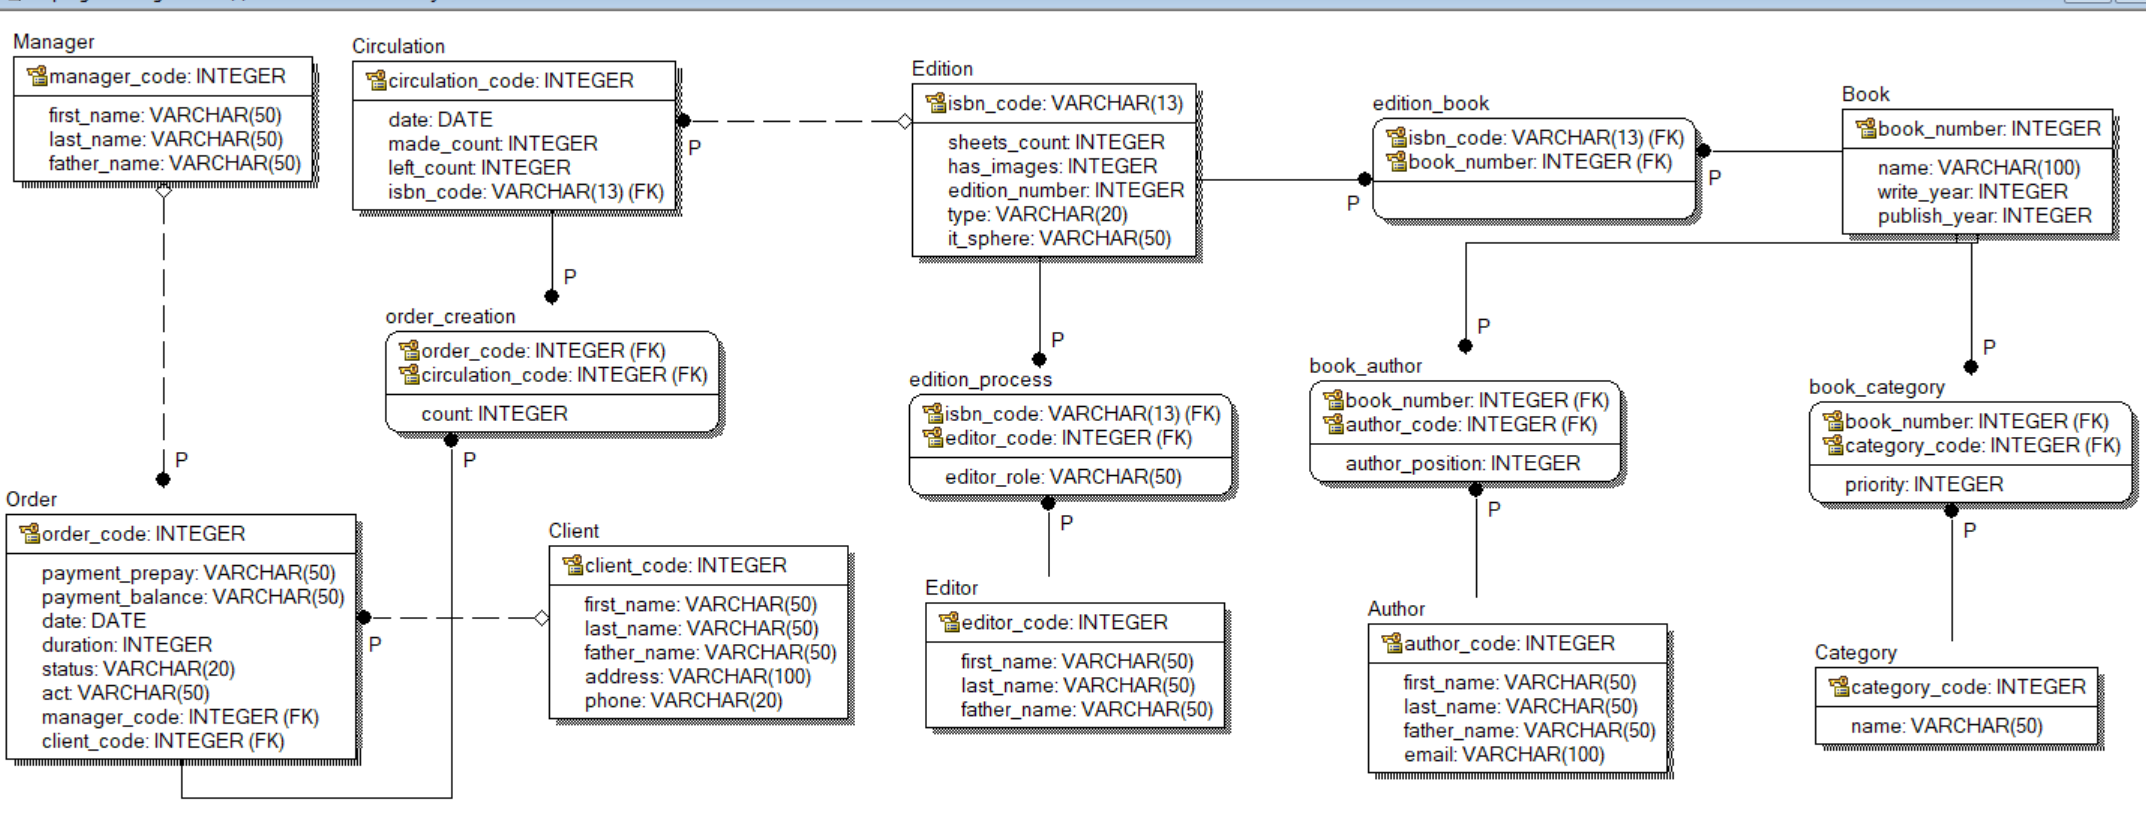 Manager
manager_code: INTEGER
first_name: VARCHAR(50)
last_name: VARCHAR(50)
father_name: VARCHAR(50)
Circulation
circulation_code: INTEGER
date: DATE
made_count: INTEGER
left_count: INTEGER
isbn_code: VARCHAR(13) (FK)
P
Edition
isbn_code: VARCHAR(13)
sheets_count: INTEGER
has_images: INTEGER
edition_number: INTEGER
type: VARCHAR(20)
it_sphere: VARCHAR(50)
edition_book
isbn_code: VARCHAR(13) (FK)
book_number: INTEGER (FK)
P
P
Book
book_number: INTEGER
name: VARCHAR(100)
write_year: INTEGER
publish_year: INTEGER
P
order_creation
order_code: INTEGER (FK)
circulation_code: INTEGER (FK)
count: INTEGER
P
P
edition_process
isbn_code: VARCHAR(13) (FK)
editor_code: INTEGER (FK)
editor_role: VARCHAR(50)
P
P
book_author
book_number: INTEGER (FK)
author_code: INTEGER (FK)
author_position: INTEGER
P
P
book_category
book_number: INTEGER (FK)
category_code: INTEGER (FK)
priority: INTEGER
P
P
Order
order_code: INTEGER
payment_prepay: VARCHAR(50)
payment_balance: VARCHAR(50)
date: DATE
duration: INTEGER
status: VARCHAR(20)
act: VARCHAR(50)
manager_code: INTEGER (FK)
client_code: INTEGER (FK)
P
Client
client_code: INTEGER
first_name: VARCHAR(50)
last_name: VARCHAR(50)
father_name: VARCHAR(50)
address: VARCHAR(100)
phone: VARCHAR(20)
Editor
editor_code: INTEGER
first_name: VARCHAR(50)
last_name: VARCHAR(50)
father_name: VARCHAR(50)
Author
author_code: INTEGER
first_name: VARCHAR(50)
last_name: VARCHAR(50)
father_name: VARCHAR(50)
email: VARCHAR(100)
Category
category_code: INTEGER
name: VARCHAR(50)